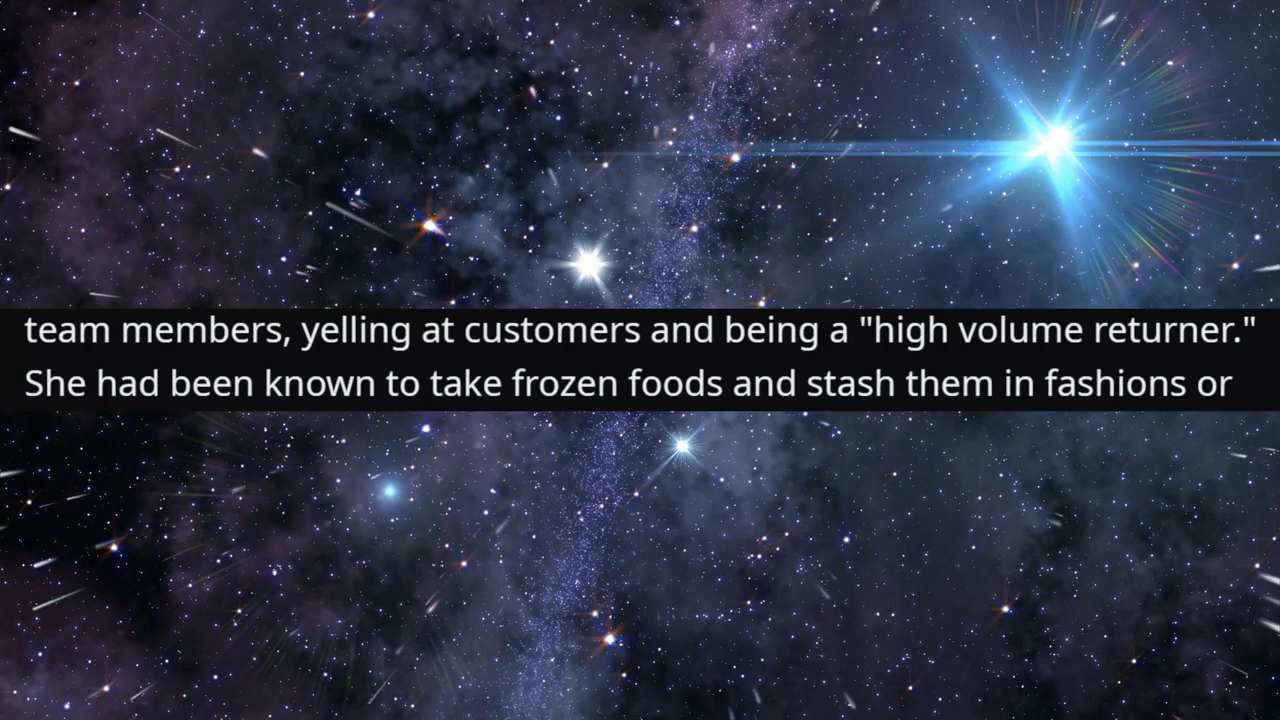 team members, yelling at customers and being a "high volume returner."
She had been known to take frozen foods and stash them in fashions or